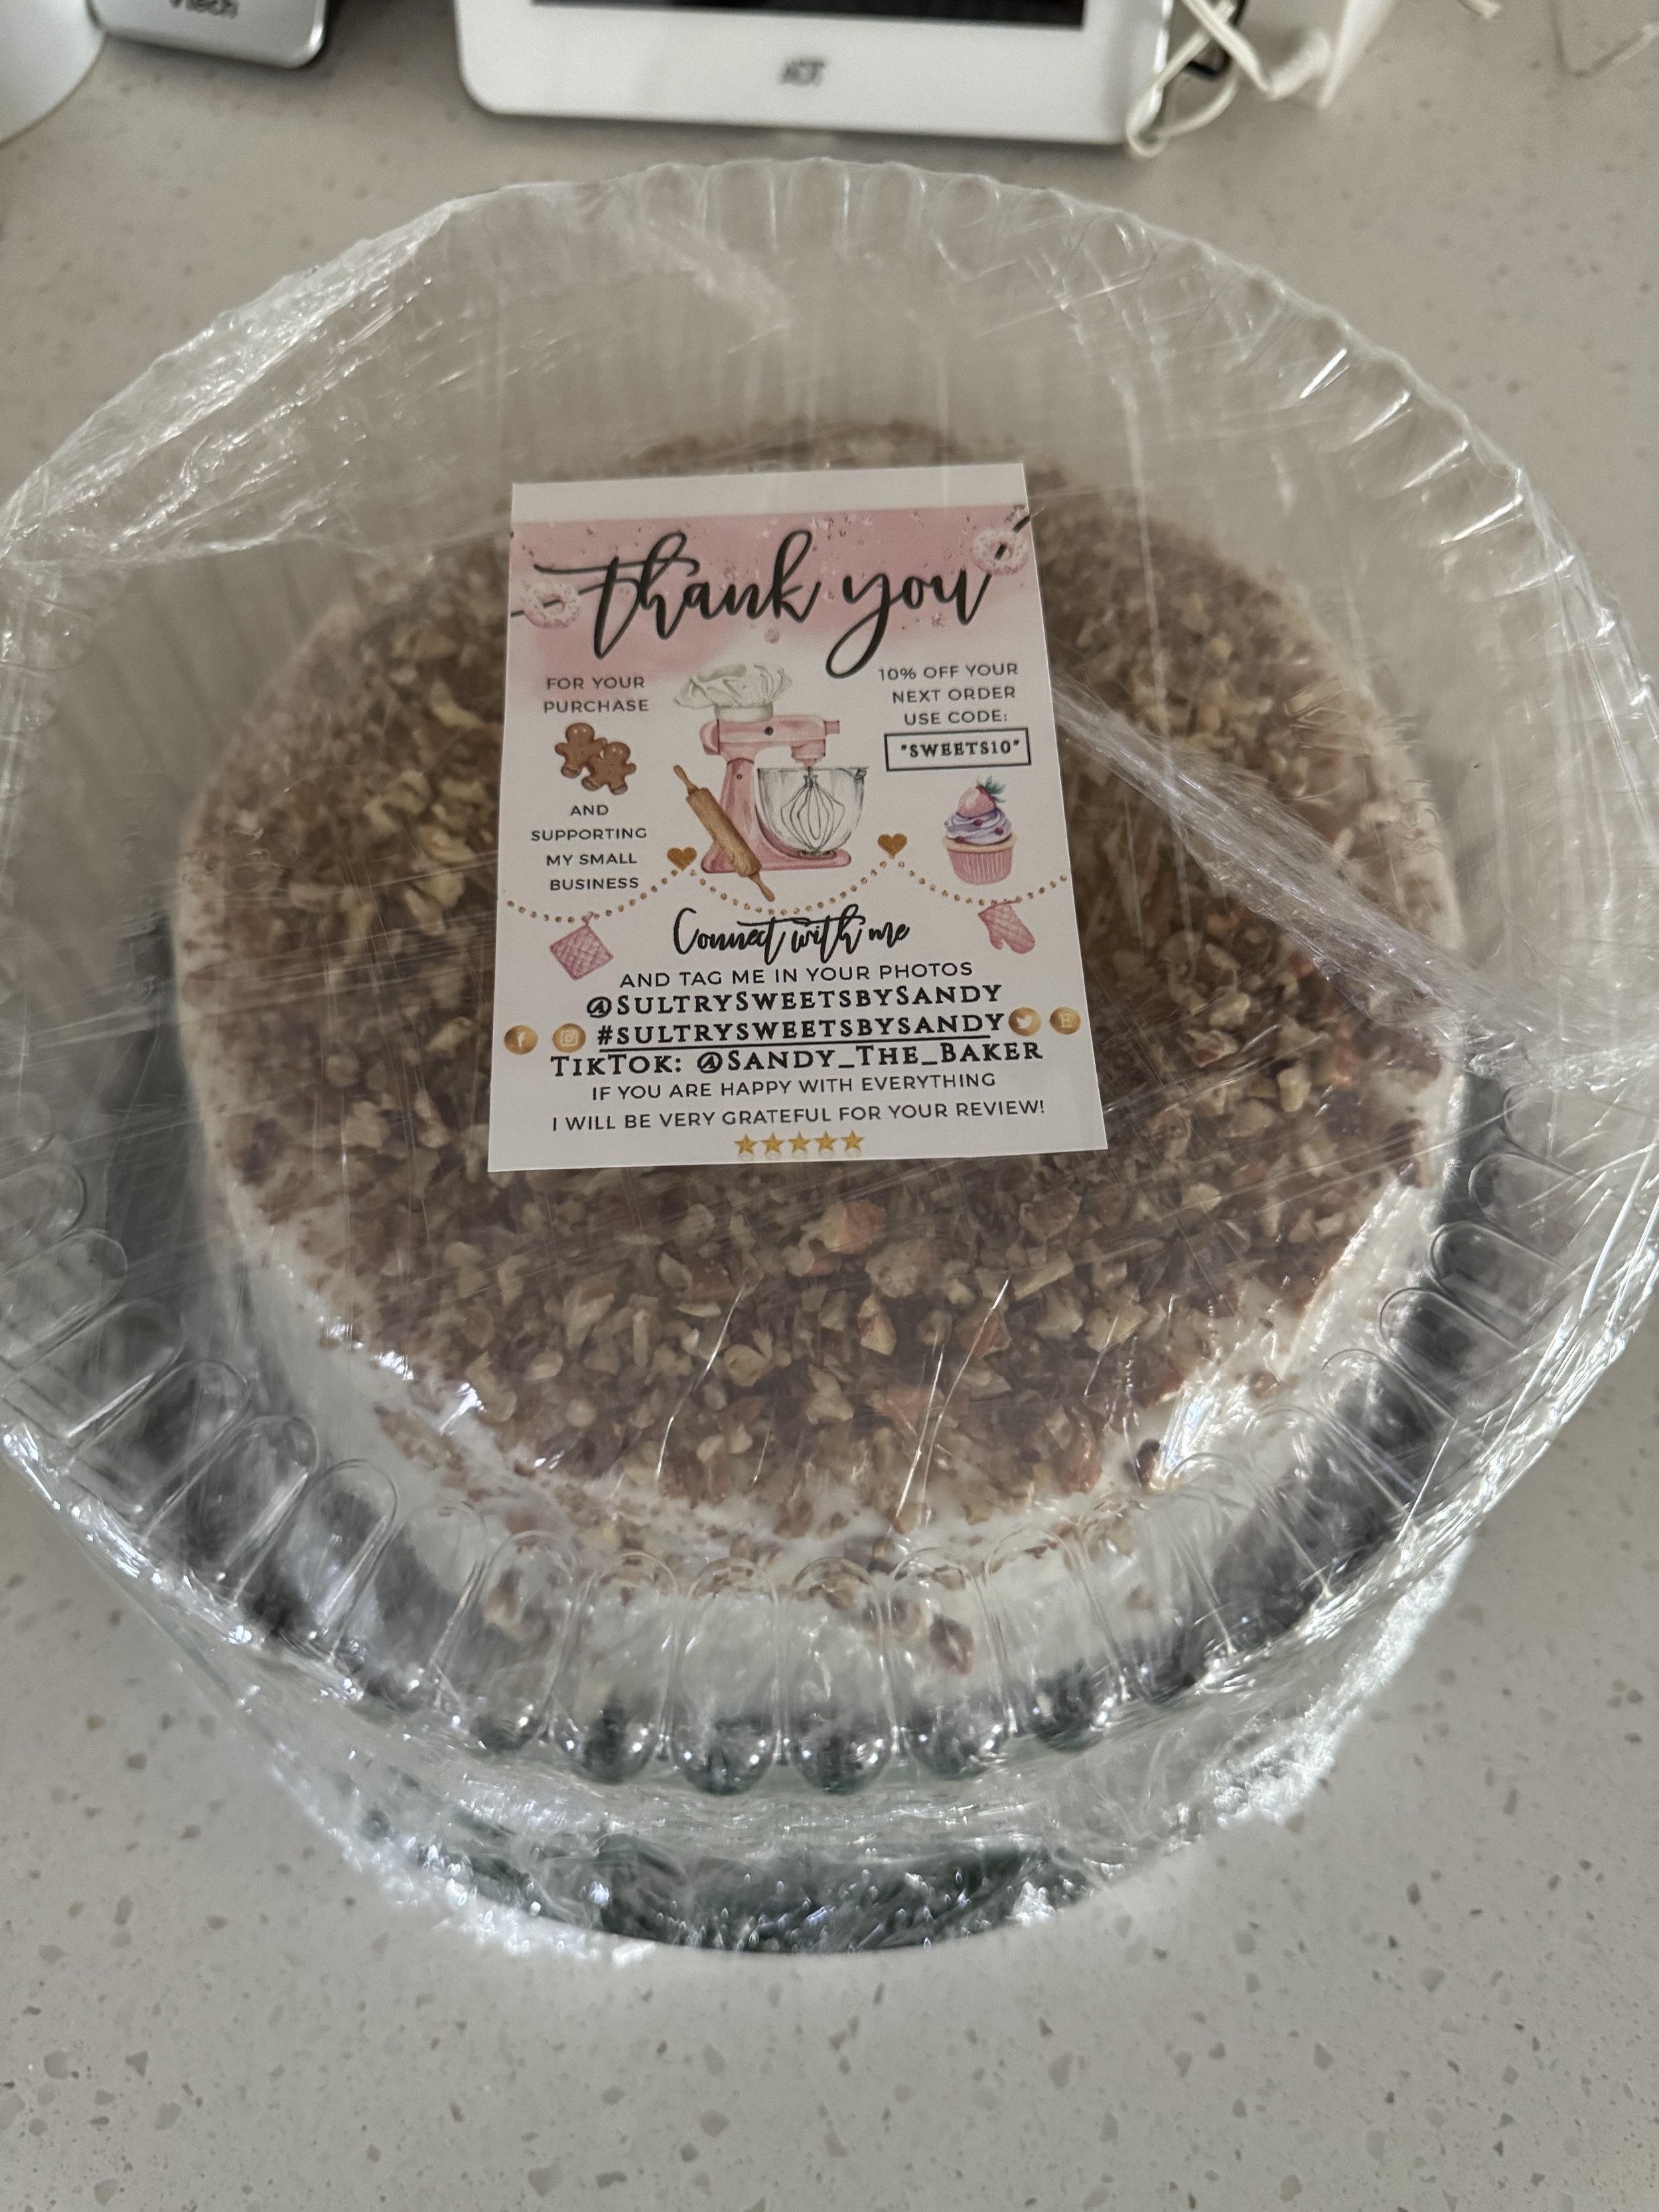 vtech
ADT
thank you
FOR YOUR
PURCHASE
AND
SUPPORTING
MY SMALL
BUSINESS
10% OFF YOUR
NEXT ORDER
USE CODE:
"SWEETS10"
Connect with me
AND TAG ME IN YOUR PHOTOS
@SULTRYSWEETSBYSANDY
#SULTRYSWEETSBYSANDY
TIKTOK: @SANDY_THE_BAKER
IF YOU ARE HAPPY WITH EVERYTHING
I WILL BE VERY GRATEFUL FOR YOUR REVIEW!